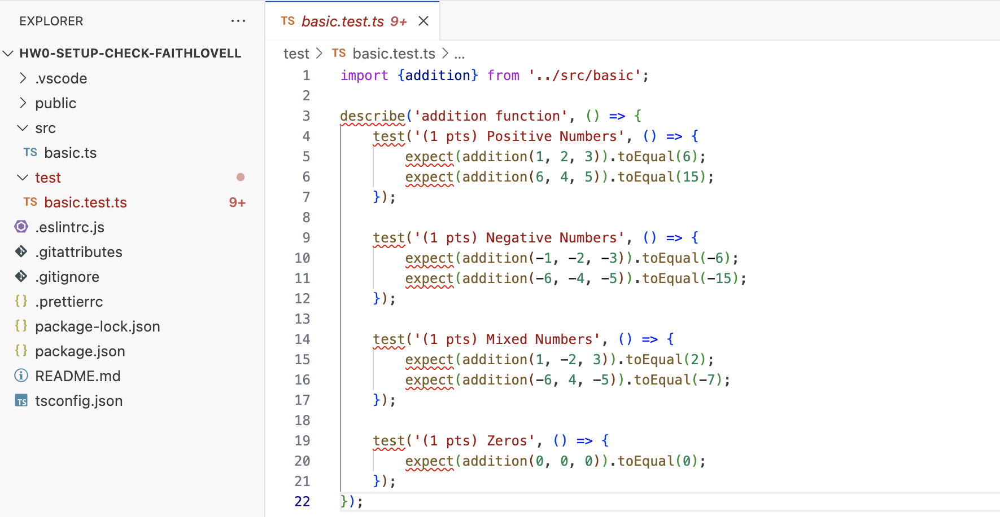 EXPLORER ...
HW0-SETUP-CHECK-FAITHLOVELL
.vscode
public
src
TS basic.ts
test
TS basic.test.ts 9+
.eslintrc.js
.gitattributes
.gitignore
{} .prettierrc
{} package-lock.json
{} package.json
README.md
TS tsconfig.json
TS basic.test.ts 9+
test > TS basic.test.ts > ...
1 import {addition} from '../src/basic';
2
3 describe('addition function', () => {
4     test('(1 pts) Positive Numbers', () => {
5         expect(addition(1, 2, 3)).toEqual(6);
6         expect(addition(6, 4, 5)).toEqual(15);
7     });
8
9     test('(1 pts) Negative Numbers', () => {
10         expect(addition(-1, -2, -3)).toEqual(-6);
11         expect(addition(-6, -4, -5)).toEqual(-15);
12     });
13
14     test('(1 pts) Mixed Numbers', () => {
15         expect(addition(1, -2, 3)).toEqual(2);
16         expect(addition(-6, 4, -5)).toEqual(-7);
17     });
18
19     test('(1 pts) Zeros', () => {
20         expect(addition(0, 0, 0)).toEqual(0);
21     });
22 });